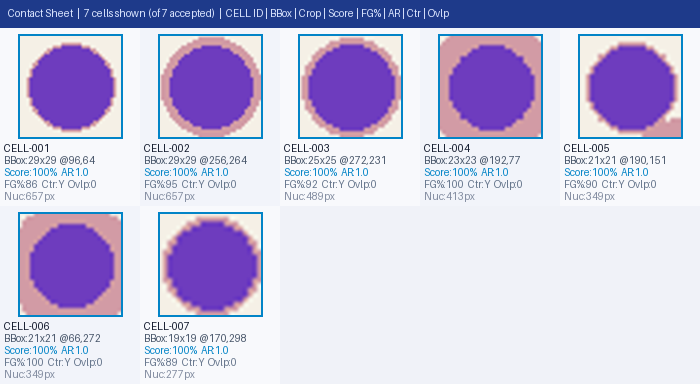 Contact Sheet | 7 cells shown (of 7 accepted) | CELL ID | BBox | Crop | Score | FG% | AR | Ctr | Ovlp
CELL-001
BBox:29x29 @96,64
Score:100% AR:1.0
FG%:86 Ctr:Y Ovlp:0
Nuc:657px
CELL-002
BBox:29x29 @256,264
Score:100% AR:1.0
FG%:95 Ctr:Y Ovlp:0
Nuc:657px
CELL-003
BBox:25x25 @272,231
Score:100% AR:1.0
FG%:92 Ctr:Y Ovlp:0
Nuc:489px
CELL-004
BBox:23x23 @192,77
Score:100% AR:1.0
FG%:100 Ctr:Y Ovlp:0
Nuc:413px
CELL-005
BBox:21x21 @190,151
Score:100% AR:1.0
FG%:90 Ctr:Y Ovlp:0
Nuc:349px
CELL-006
BBox:21x21 @66,272
Score:100% AR:1.0
FG%:100 Ctr:Y Ovlp:0
Nuc:349px
CELL-007
BBox:19x19 @170,298
Score:100% AR:1.0
FG%:89 Ctr:Y Ovlp:0
Nuc:277px